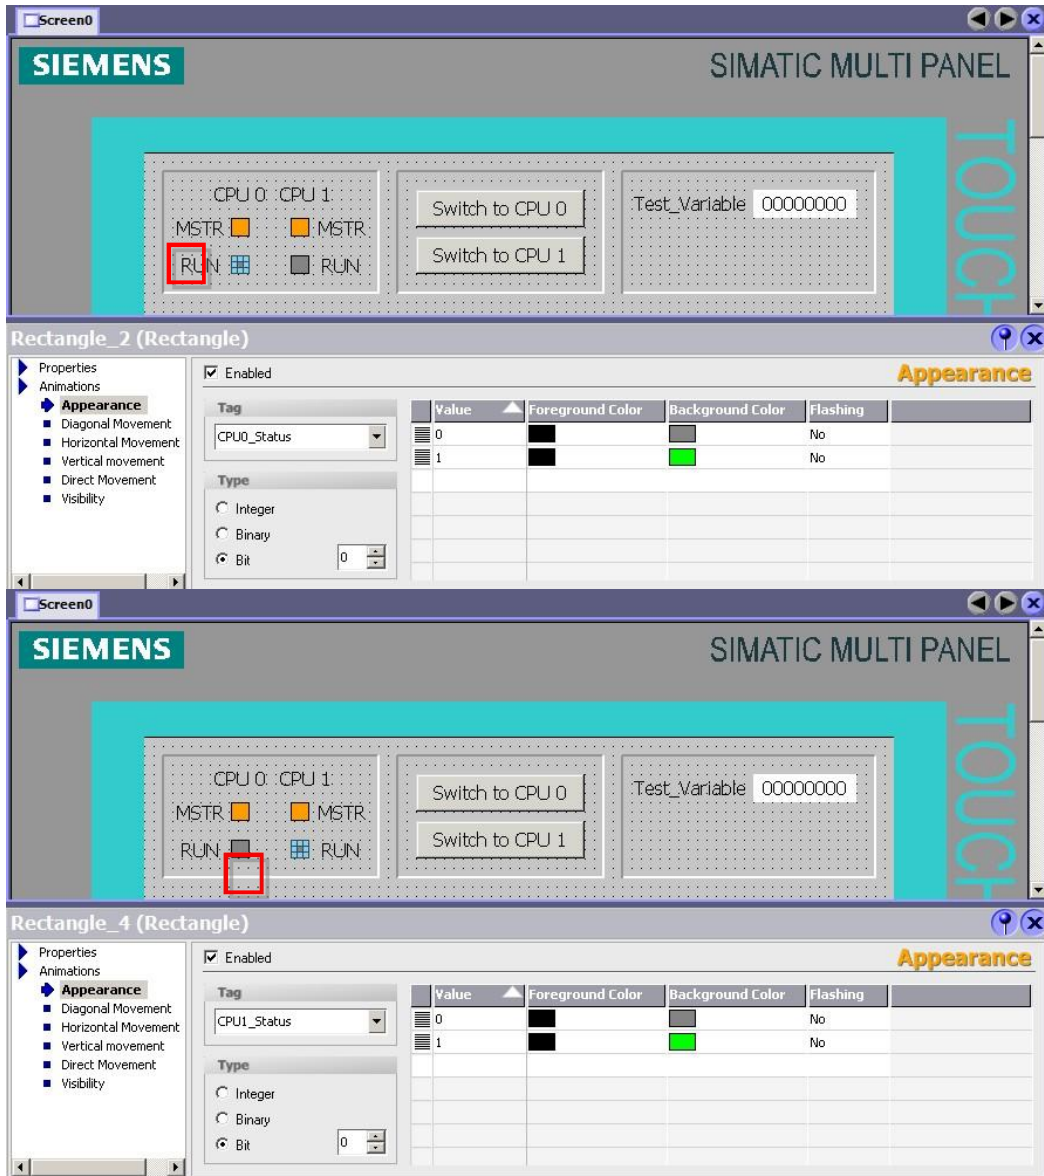 Screen0
SIEMENS
SIMATIC MULTI PANEL
TOUCH
CPU 0 CPU 1
MSTR MSTR
RUN RUN
Switch to CPU 0
Switch to CPU 1
Test_Variable 00000000
Rectangle_2 (Rectangle)
Properties
Animations
Appearance
Diagonal Movement
Horizontal Movement
Vertical movement
Direct Movement
Visibility
Enabled
Appearance
Tag
CPU0_Status
Type
Integer
Binary
Bit 0
Value Foreground Color Background Color Flashing
0 No
1 No
Screen0
SIEMENS
SIMATIC MULTI PANEL
TOUCH
CPU 0 CPU 1
MSTR MSTR
RUN RUN
Switch to CPU 0
Switch to CPU 1
Test_Variable 00000000
Rectangle_4 (Rectangle)
Properties
Animations
Appearance
Diagonal Movement
Horizontal Movement
Vertical movement
Direct Movement
Visibility
Enabled
Appearance
Tag
CPU1_Status
Type
Integer
Binary
Bit 0
Value Foreground Color Background Color Flashing
0 No
1 No